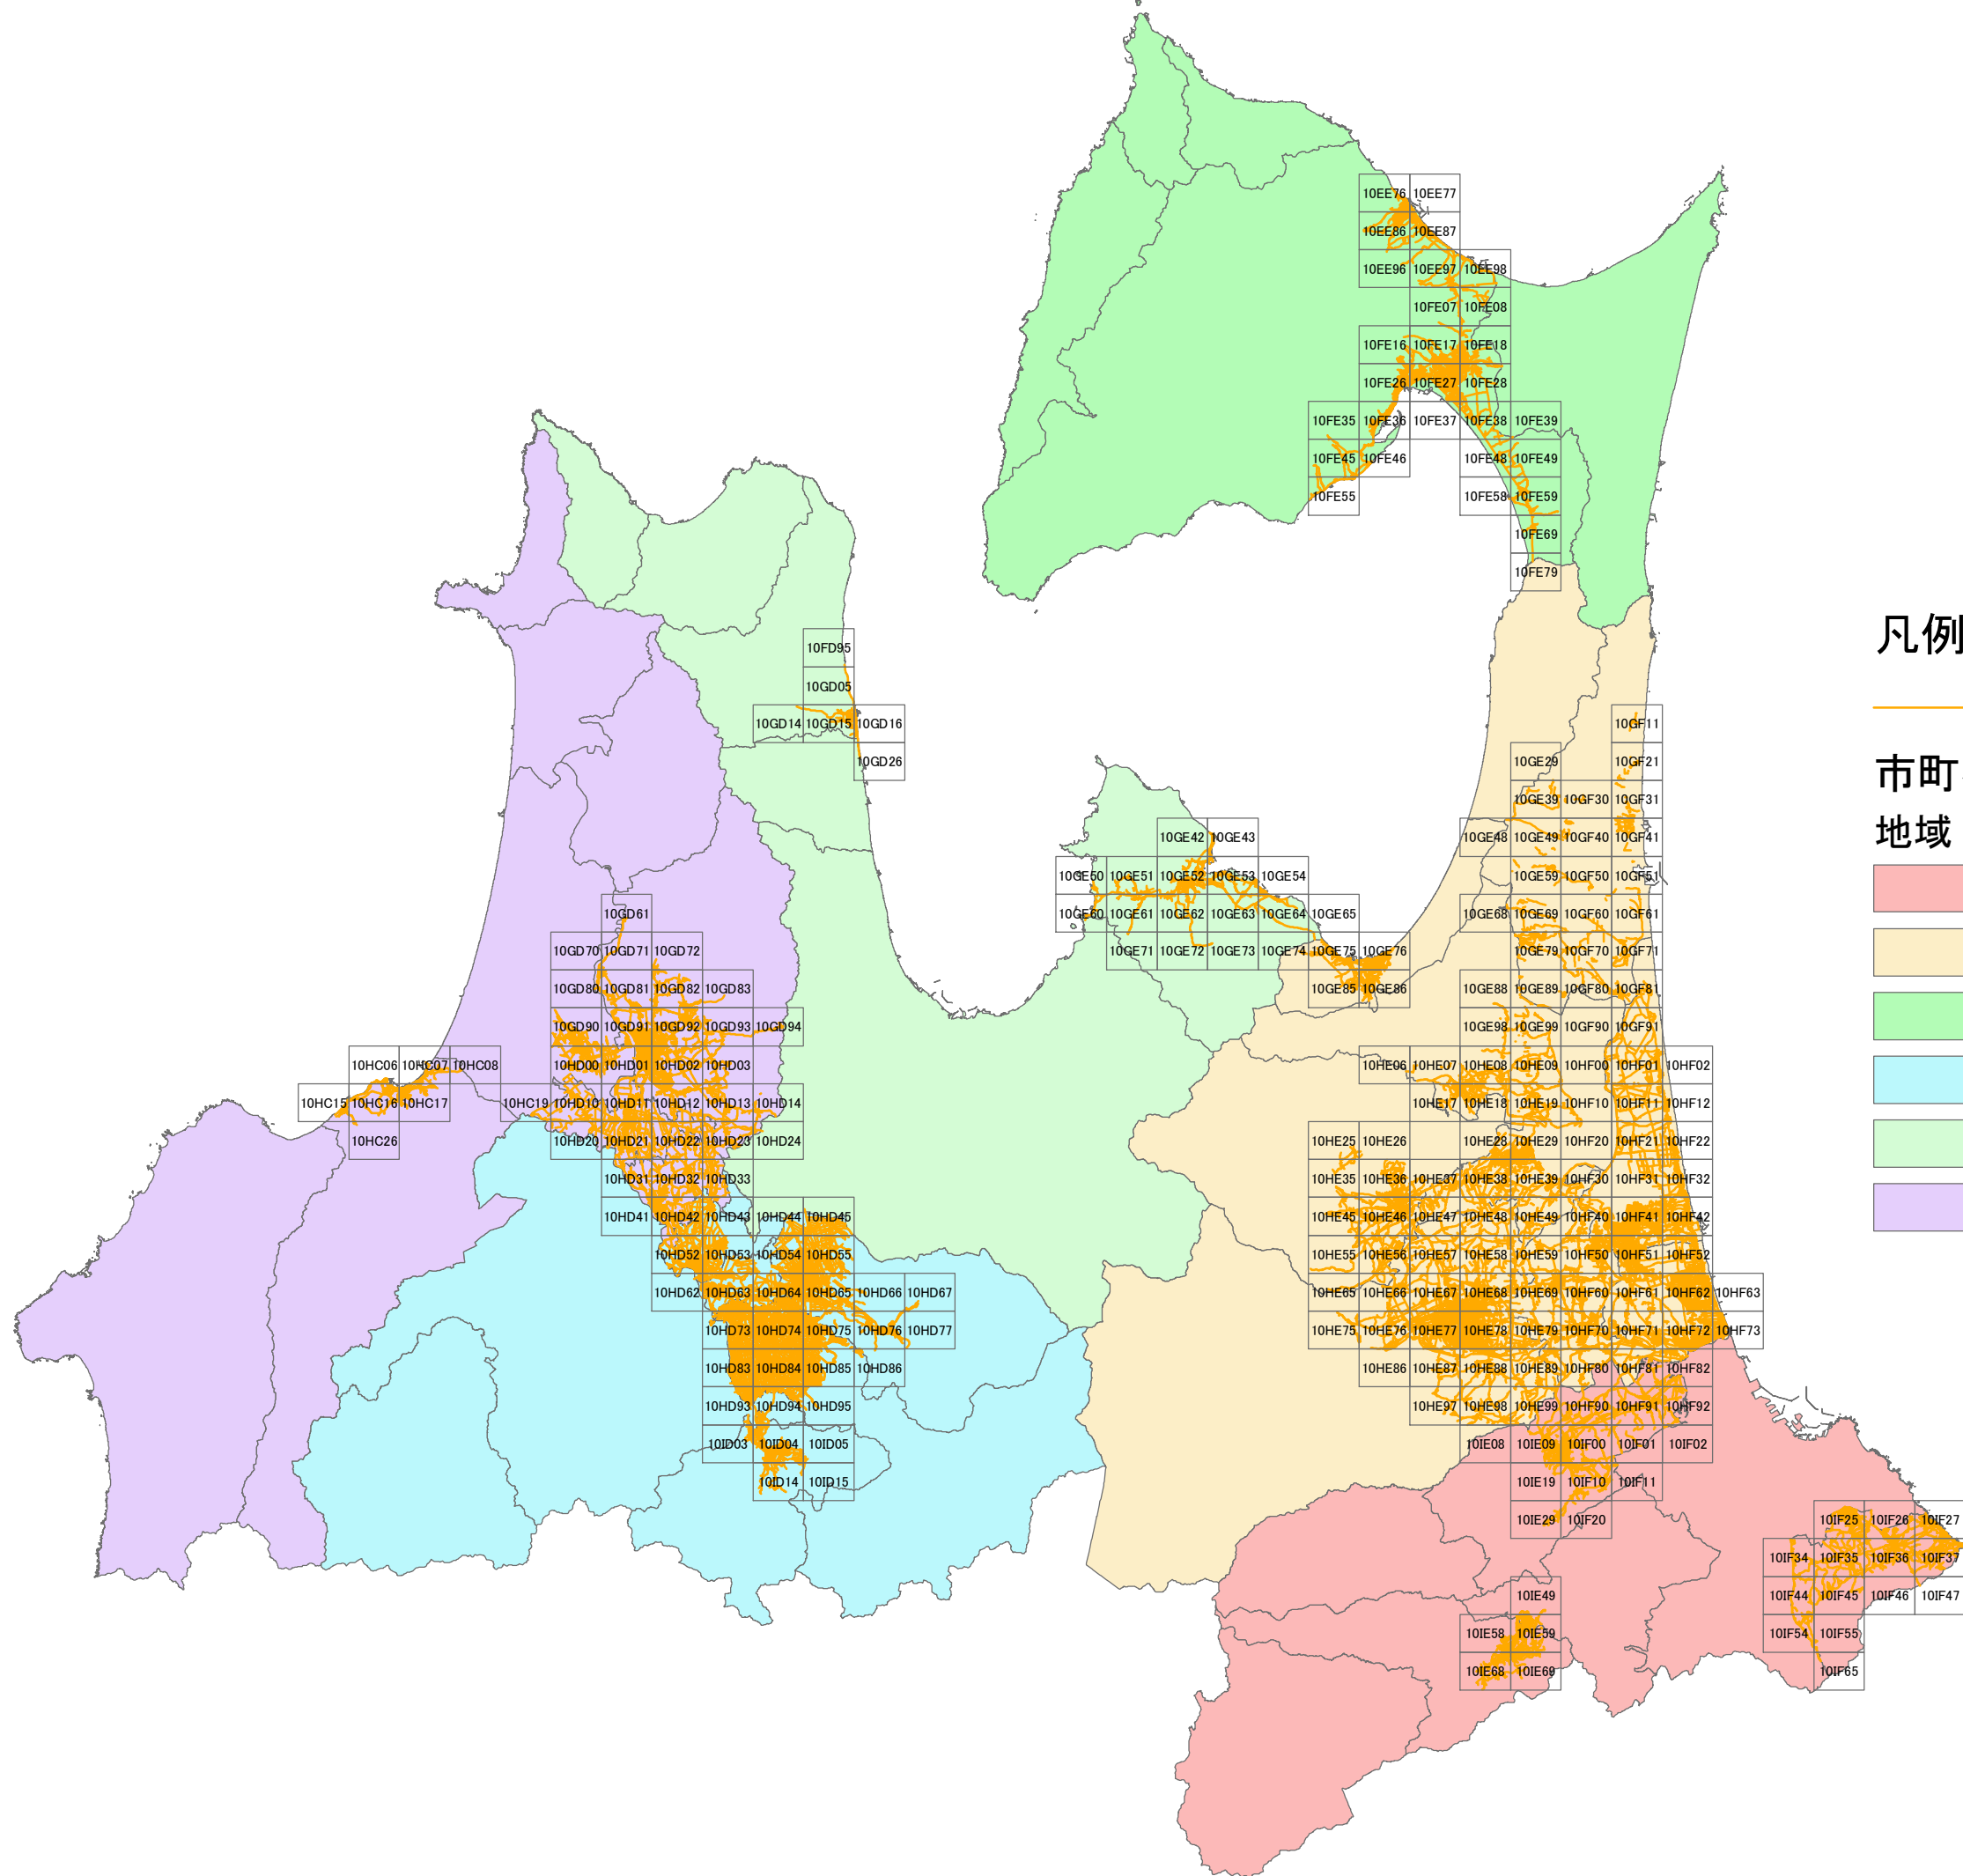 10EE76 10EE77
10EE86 10EE87
10EE96 10EE97 10EE98
10FE07 10FE08
10FE16 10FE17 10FE18
10FE26 10FE27 10FE28
10FE35 10FE36 10FE37 10FE38 10FE39
10FE45 10FE46 10FE48 10FE49
10FE55 10FE58 10FE59
10FE69
10FE79
凡例
10FD95
10GD05
10GD14 10GD15 10GD16 10GF11
10GD26 10GE29 10GF21
市町
10GE39 10GF30 10GF31
地域
10GE42 10GE43 10GE48 10GE49 10GF40 10GF41
10GE50 10GE51 10GE52 10GE53 10GE54 10GE59 10GF50 10GF51
10GD61 10GE60 10GE61 10GE62 10GE63 10GE64 10GE65 10GE68 10GE69 10GF60 10GF61
10GD70 10GD71 10GD72 10GE71 10GE72 10GE73 10GE74 10GE75 10GE76 10GE79 10GF70 10GF71
10GD80 10GD81 10GD82 10GD83 10GE85 10GE86 10GE88 10GE89 10GF80 10GF81
10GD90 10GD91 10GD92 10GD93 10GD94 10GE98 10GE99 10GF90 10GF91
10HC06 10HC07 10HC08 10HD00 10HD01 10HD02 10HD03 10HE06 10HE07 10HE08 10HE09 10HF00 10HF01 10HF02
10HC15 10HC16 10HC17 10HC19 10HD10 10HD11 10HD12 10HD13 10HD14 10HE17 10HE18 10HE19 10HF10 10HF11 10HF12
10HC26 10HD20 10HD21 10HD22 10HD23 10HD24 10HE25 10HE26 10HE28 10HE29 10HF20 10HF21 10HF22
10HD31 10HD32 10HD33 10HE35 10HE36 10HE37 10HE38 10HE39 10HF30 10HF31 10HF32
10HD41 10HD42 10HD43 10HD44 10HD45 10HE45 10HE46 10HE47 10HE48 10HE49 10HF40 10HF41 10HF42
10HD52 10HD53 10HD54 10HD55 10HE55 10HE56 10HE57 10HE58 10HE59 10HF50 10HF51 10HF52
10HD62 10HD63 10HD64 10HD65 10HD66 10HD67 10HE65 10HE66 10HE67 10HE68 10HE69 10HF60 10HF61 10HF62 10HF63
10HD73 10HD74 10HD75 10HD76 10HD77 10HE75 10HE76 10HE77 10HE78 10HE79 10HF70 10HF71 10HF72 10HF73
10HD83 10HD84 10HD85 10HD86 10HE86 10HE87 10HE88 10HE89 10HF80 10HF81 10HF82
10HD93 10HD94 10HD95 10HE97 10HE98 10HE99 10HF90 10HF91 10HF92
10ID03 10ID04 10ID05 10IE08 10IE09 10IF00 10IF01 10IF02
10ID14 10ID15 10IE19 10IF10 10IF11
10IE29 10IF20 10IF25 10IF26 10IF27
10IF34 10IF35 10IF36 10IF37
10IE49 10IF44 10IF45 10IF46 10IF47
10IE58 10IE59 10IF54 10IF55
10IE68 10IE69 10IF65